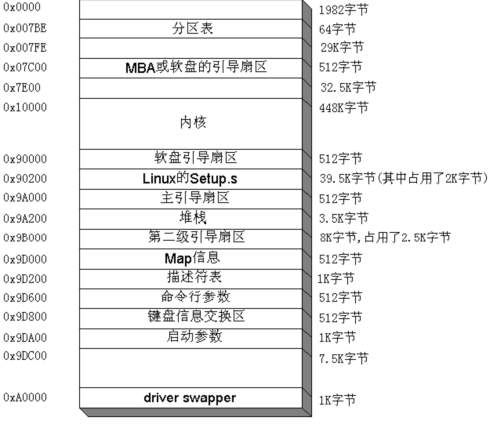 0x0000 1982字节
0x007BE 分区表 64字节
0x007FE 29K字节
0x07C00 MBA或软盘的引导扇区 512字节
0x7E00 32.5K字节
0x10000 448K字节
内核
0x90000 软盘引导扇区 512字节
0x90200 Linux的Setup.s 39.5K字节(其中占用了2K字节)
0x9A000 主引导扇区 512字节
0x9A200 堆栈 3.5K字节
0x9B000 第二级引导扇区 8K字节,占用了2.5K字节
0x9D000 Map信息 512字节
0x9D200 描述符表 1K字节
0x9D600 命令行参数 512字节
0x9D800 键盘信息交换区 512字节
0x9DA00 启动参数 1K字节
0x9DC00 7.5K字节
0xA0000 driver swapper 1K字节